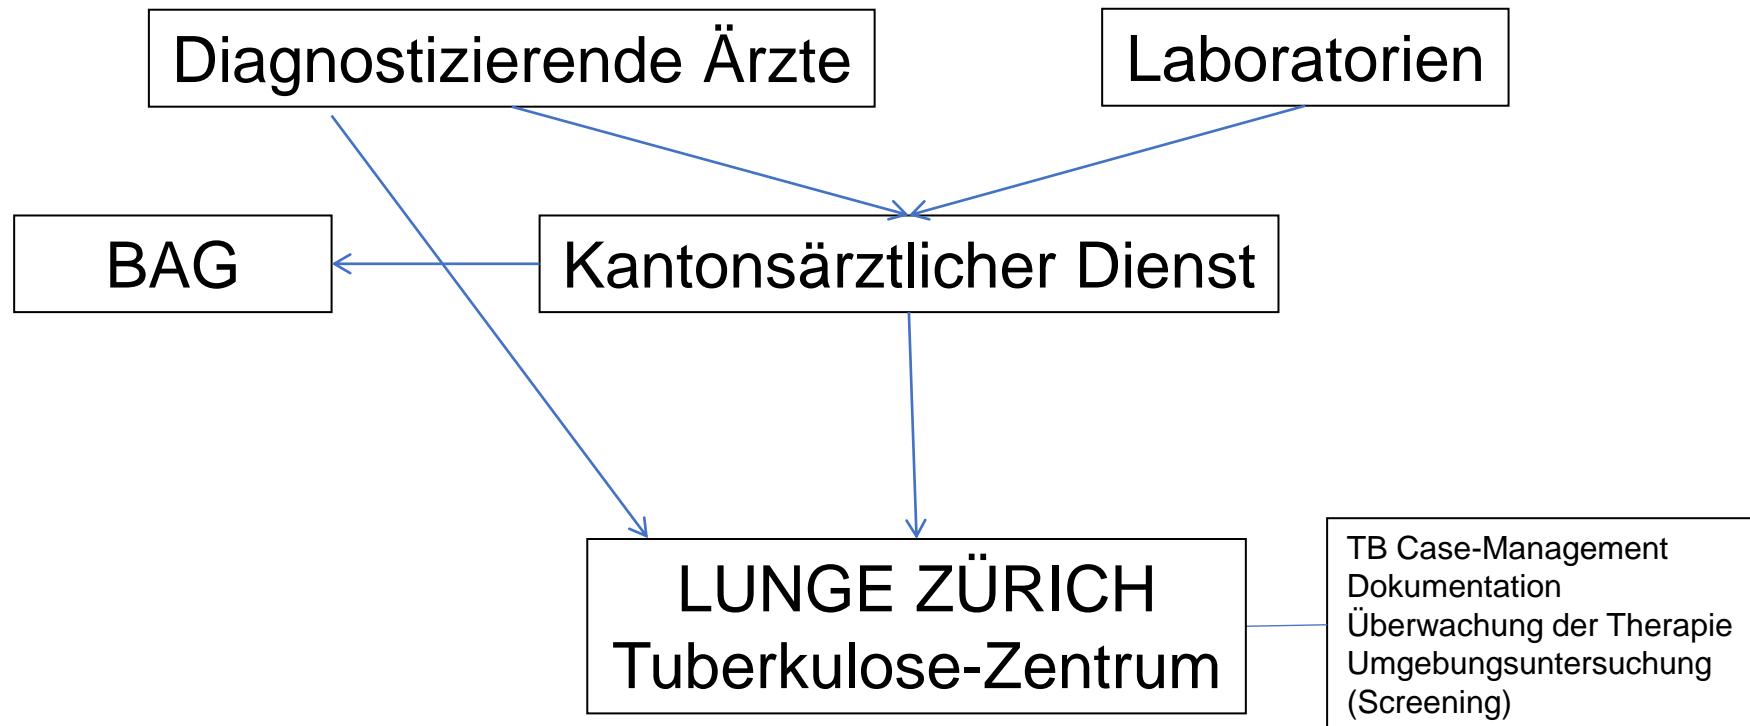 Diagnostizierende Ärzte
Laboratorien
BAG
Kantonsärztlicher Dienst
LUNGE ZÜRICH
Tuberkulose-Zentrum
TB Case-Management
Dokumentation
Überwachung der Therapie
Umgebungsuntersuchung
(Screening)